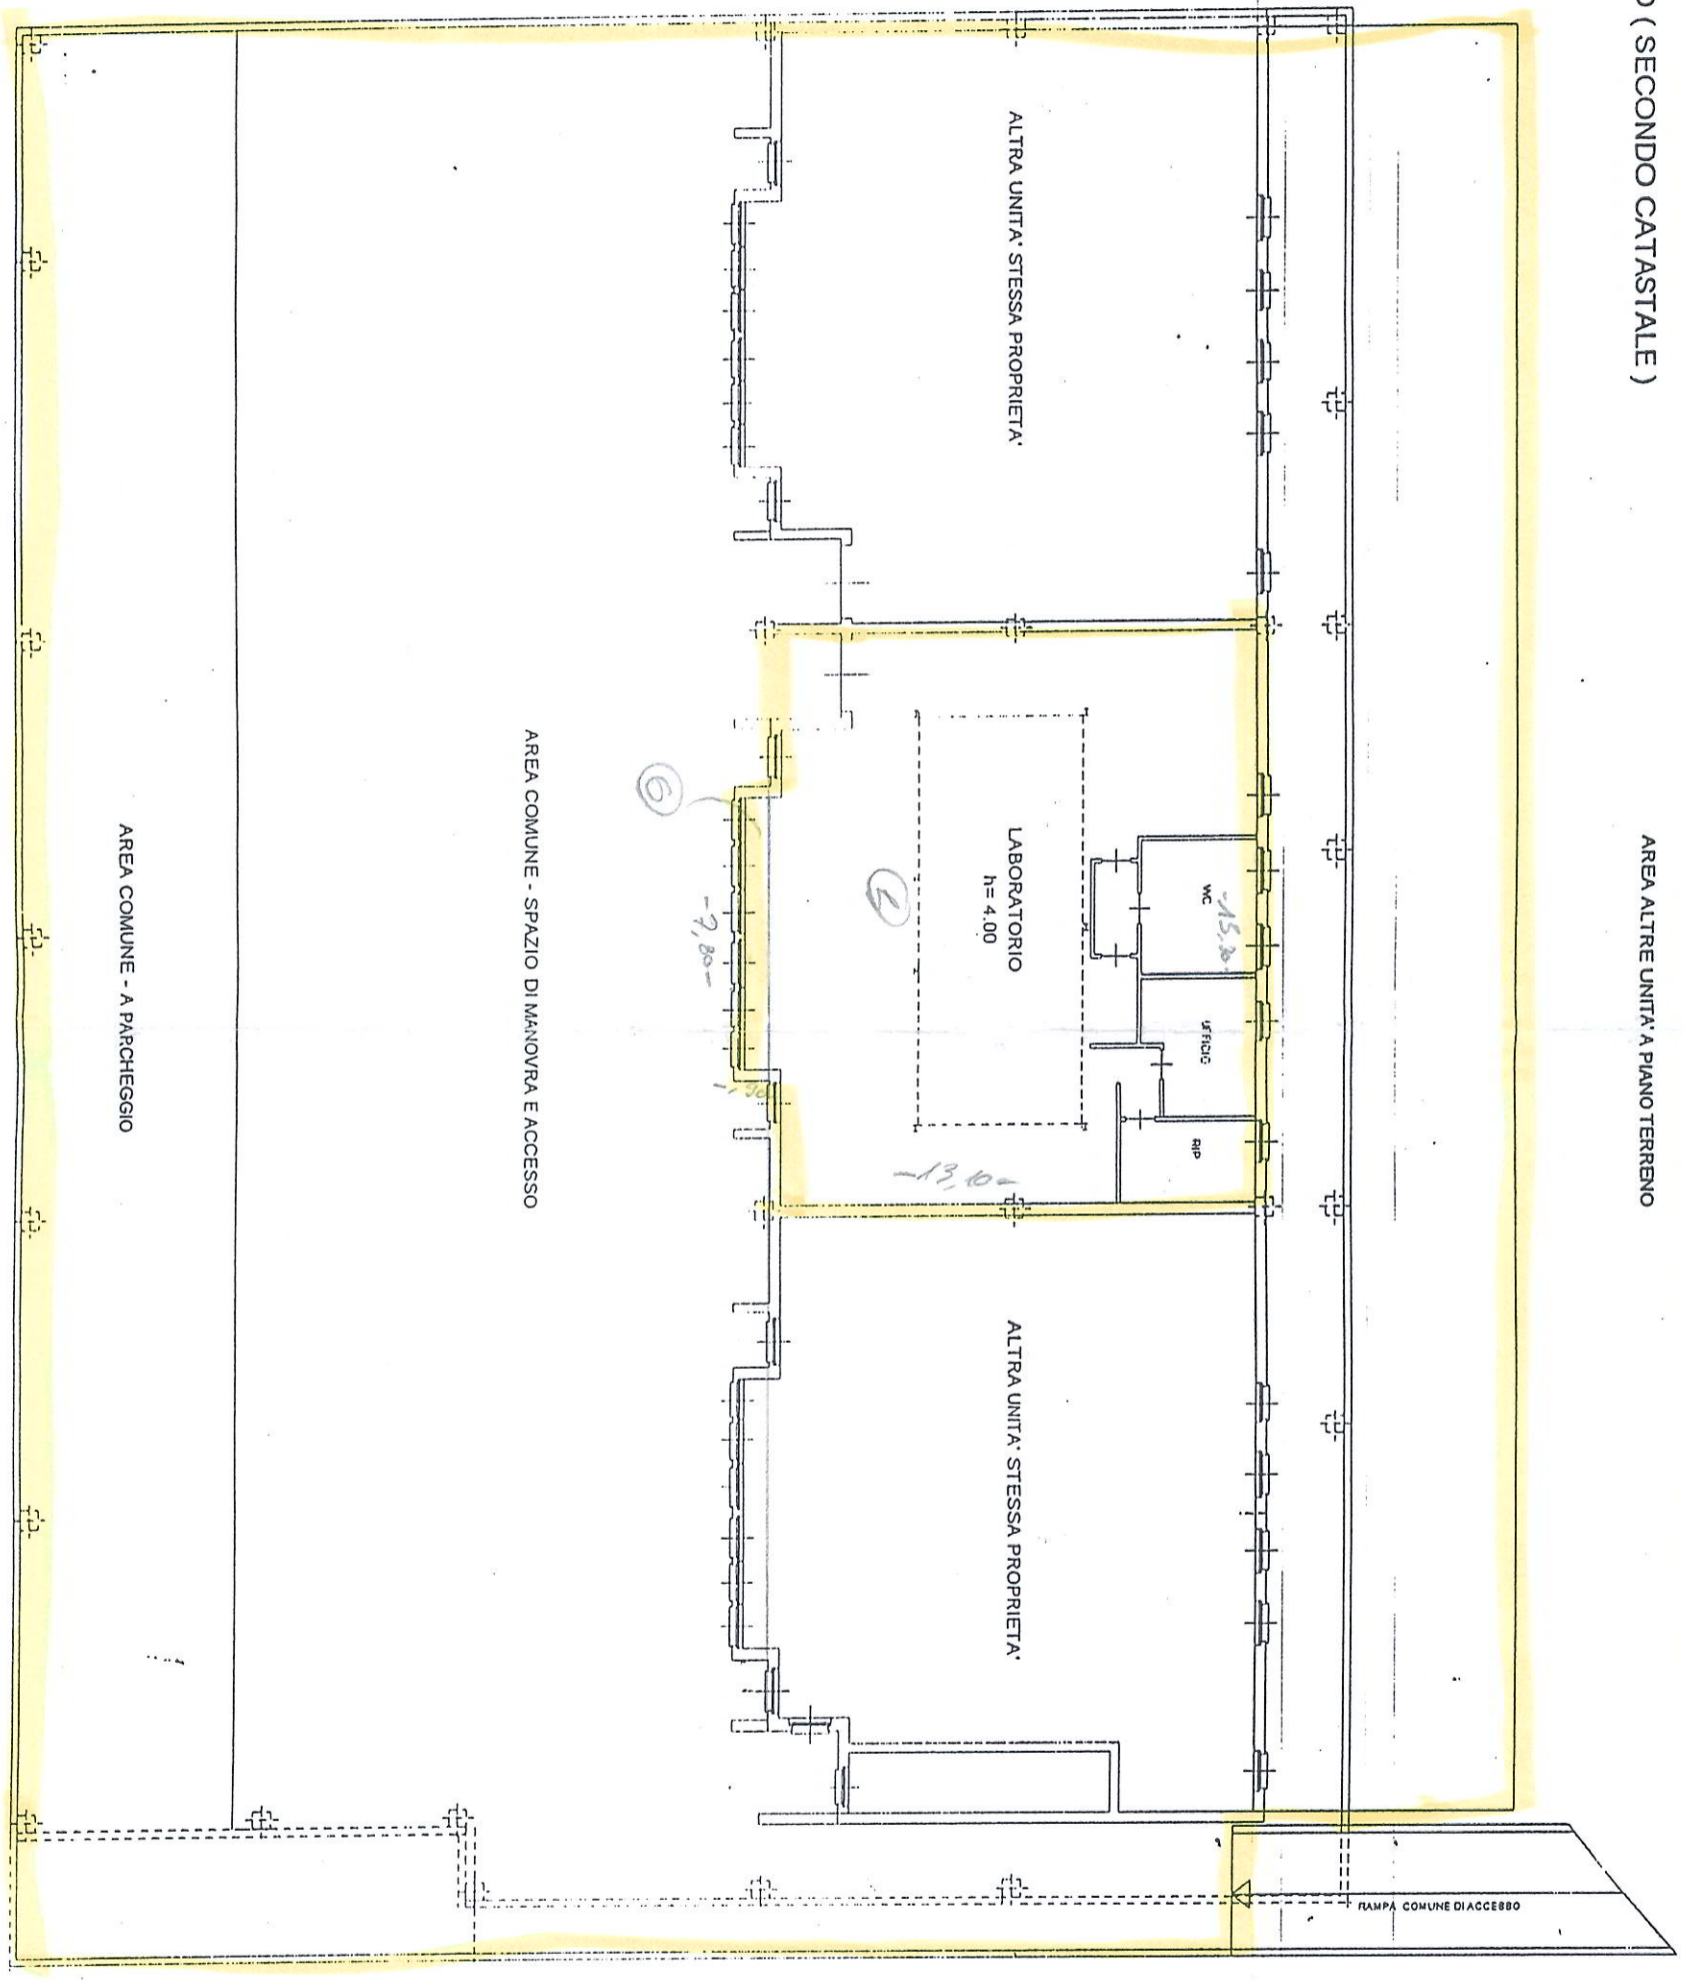 ( SECONDO CATASTALE )
AREA ALTRE UNITA' A PIANO TERRENO
RAMPA COMUNE DI ACCESSO
ALTRA UNITA' STESSA PROPRIETA'
WC
-15,20-
UFFICIO
RIP
LABORATORIO
h= 4.00
-13,10-
ALTRA UNITA' STESSA PROPRIETA'
6
-7,80-
AREA COMUNE - SPAZIO DI MANOVRA E ACCESSO
AREA COMUNE - A PARCHEGGIO